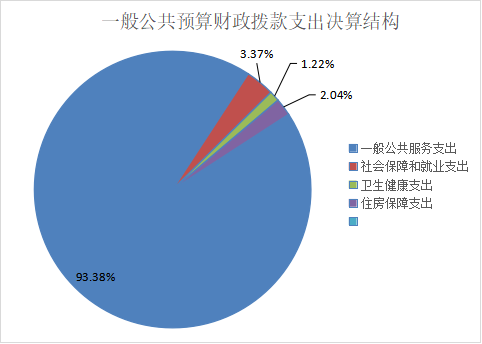 一般公共预算财政拨款支出决算结构
3.37%
1.22%
2.04%
93.38%
一般公共服务支出
社会保障和就业支出
卫生健康支出
住房保障支出